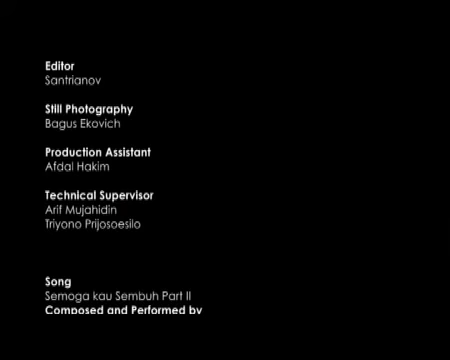 Editor
Santrianov
Still Photography
Bagus Ekovich
Production Assistant
Afdal Hakim
Technical Supervisor
Arif Mujahidin
Triyono Prijosoesilo
Song
Semoga kau Sembuh Part II
Composed and Performed by